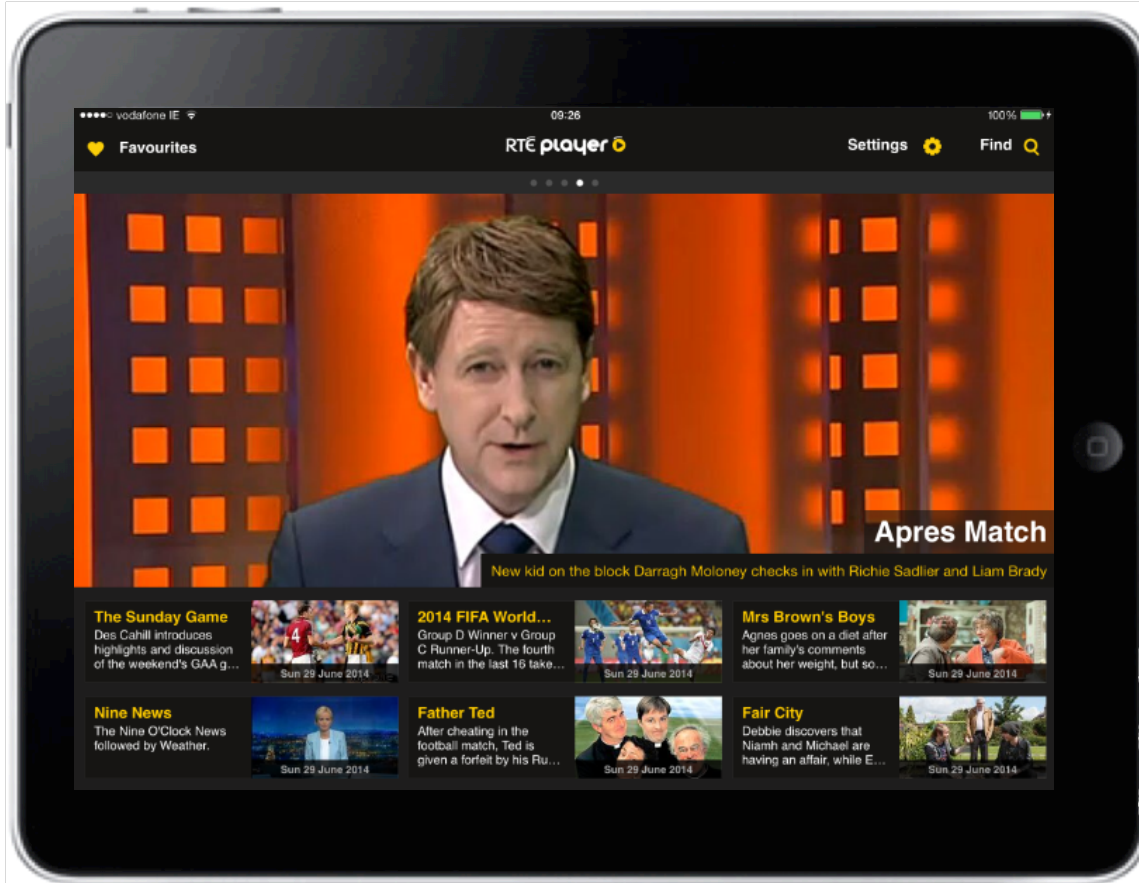 vodafone IE
09:26
100%
Favourites
RTÉ player
Settings
Find
Apres Match
New kid on the block Darragh Moloney checks in with Richie Sadlier and Liam Brady
The Sunday Game
Des Cahill introduces
highlights and discussion
of the weekend's GAA g...
Sun 29 June 2014
2014 FIFA World...
Group D Winner v Group
C Runner-Up. The fourth
match in the last 16 take...
Sun 29 June 2014
Mrs Brown's Boys
Agnes goes on a diet after
her family's comments
about her weight, but so...
Sun 29 June 2014
Nine News
The Nine O'Clock News
followed by Weather.
Sun 29 June 2014
Father Ted
After cheating in the
football match, Ted is
given a forfeit by his Ru...
Sun 29 June 2014
Fair City
Debbie discovers that
Niamh and Michael are
having an affair, while E...
Sun 29 June 2014
4